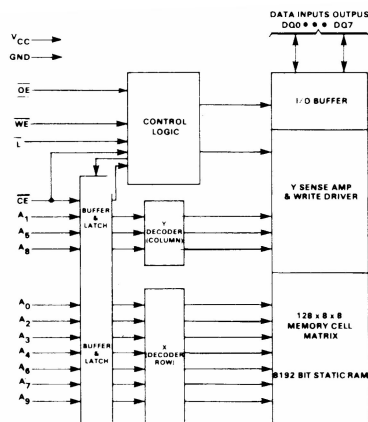 DATA INPUTS OUTPUS
DQ0 ••• DQ7
VCC
GND
OE
WE
L
CE
A1
A5
A8
CONTROL
LOGIC
I/O BUFFER
BUFFER
&
LATCH
Y
DECODER
(COLUMN)
Y SENSE AMP
& WRITE DRIVER
A0
A2
A3
A4
A6
A7
A9
BUFFER
&
LATCH
X
(DECODER
ROW)
128 x 8 x 8
MEMORY CELL
MATRIX
8192 BIT STATIC RAM